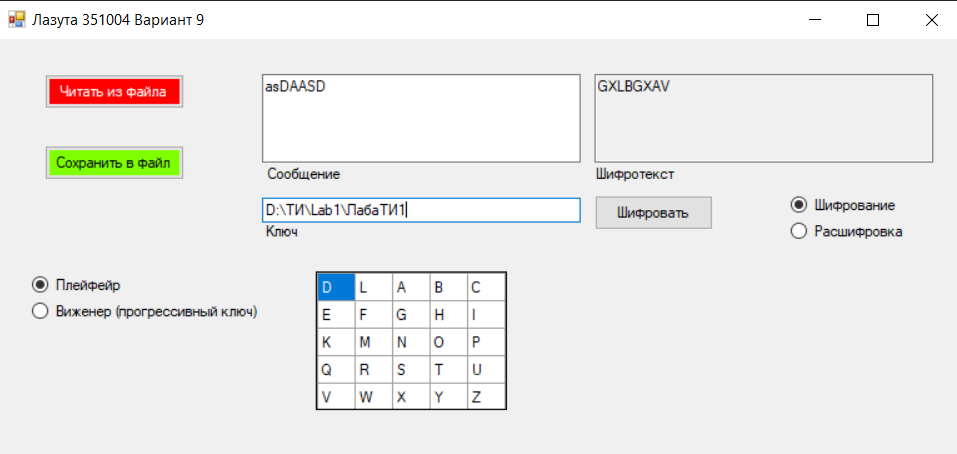 Лазута 351004 Вариант 9
Читать из файла
asDAASD
GXLBGXAV
Сохранить в файл
Сообщение
Шифротекст
D:\ТИ\Lab1\ЛабаТИ1
Шифровать
Шифрование
Ключ
Расшифровка
Плейфейр
Виженер (прогрессивный ключ)
D L A B C
E F G H I
K M N O P
Q R S T U
V W X Y Z